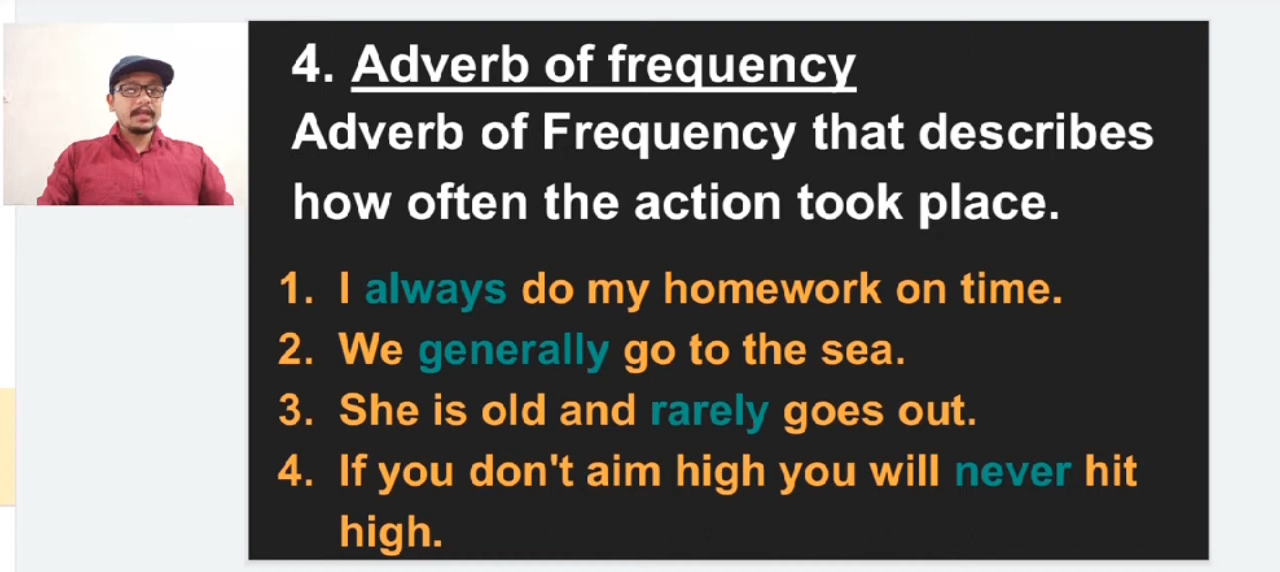 4. Adverb of frequency
Adverb of Frequency that describes
how often the action took place.
1. I always do my homework on time.
2. We generally go to the sea.
3. She is old and rarely goes out.
4. If you don't aim high you will never hit
high.